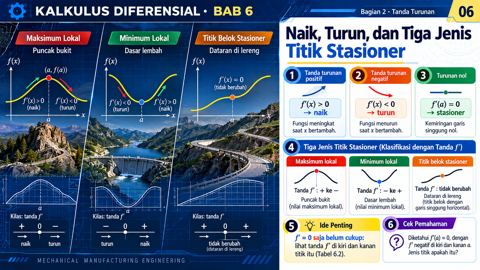 KALKULUS DIFERENSIAL • BAB 6
Maksimum Lokal
Puncak bukit
f(x)
(a, f(a))
f'(x)>0
(naik)
f'(x)<0
(turun)
a
x
Kilas: tanda f'
+ 0 −
naik turun
Minimum Lokal
Dasar lembah
f(x)
f'(x)<0
(turun)
f'(x)>0
(naik)
a
x
Kilas: tanda f'
− 0 +
turun naik
Titik Belok Stasioner
Dataran di lereng
f(x)
f'(x) = 0
(tidak berubah)
a
x
Kilas: tanda f'
+ 0 +
tidak berubah
(dataran di lereng)
MECHANICAL MANUFACTURING ENGINEERING
Bagian 2 - Tanda Turunan
06
Naik, Turun, dan Tiga Jenis
Titik Stasioner
1 Tanda turunan
positif
f'(x) > 0
→ naik
Fungsi meningkat
saat x bertambah.
2 Tanda turunan
negatif
f'(x) < 0
→ turun
Fungsi menurun
saat x bertambah.
3 Turunan nol
f'(a) = 0
→ stasioner
Kemiringan garis
singgung nol.
4 Tiga Jenis Titik Stasioner (Klasifikasi dengan Tanda f')
Maksimum lokal
Tanda f' : + ke −
Puncak bukit
(nilai maksimum lokal).
Minimum lokal
Tanda f' : − ke +
Dasar lembah
(nilai minimum lokal).
Titik belok stasioner
Tanda f' : tidak berubah
Dataran di lereng
(titik belok dengan
garis singgung horizontal).
5 Ide Penting
f' = 0 saja belum cukup:
lihat tanda f' di kiri dan kanan
titik itu (Tabel 6.2).
6 Cek Pemahaman
?
Diketahui f'(a) = 0, dengan
f' negatif di kiri dan kanan a.
Jenis titik apakah itu?